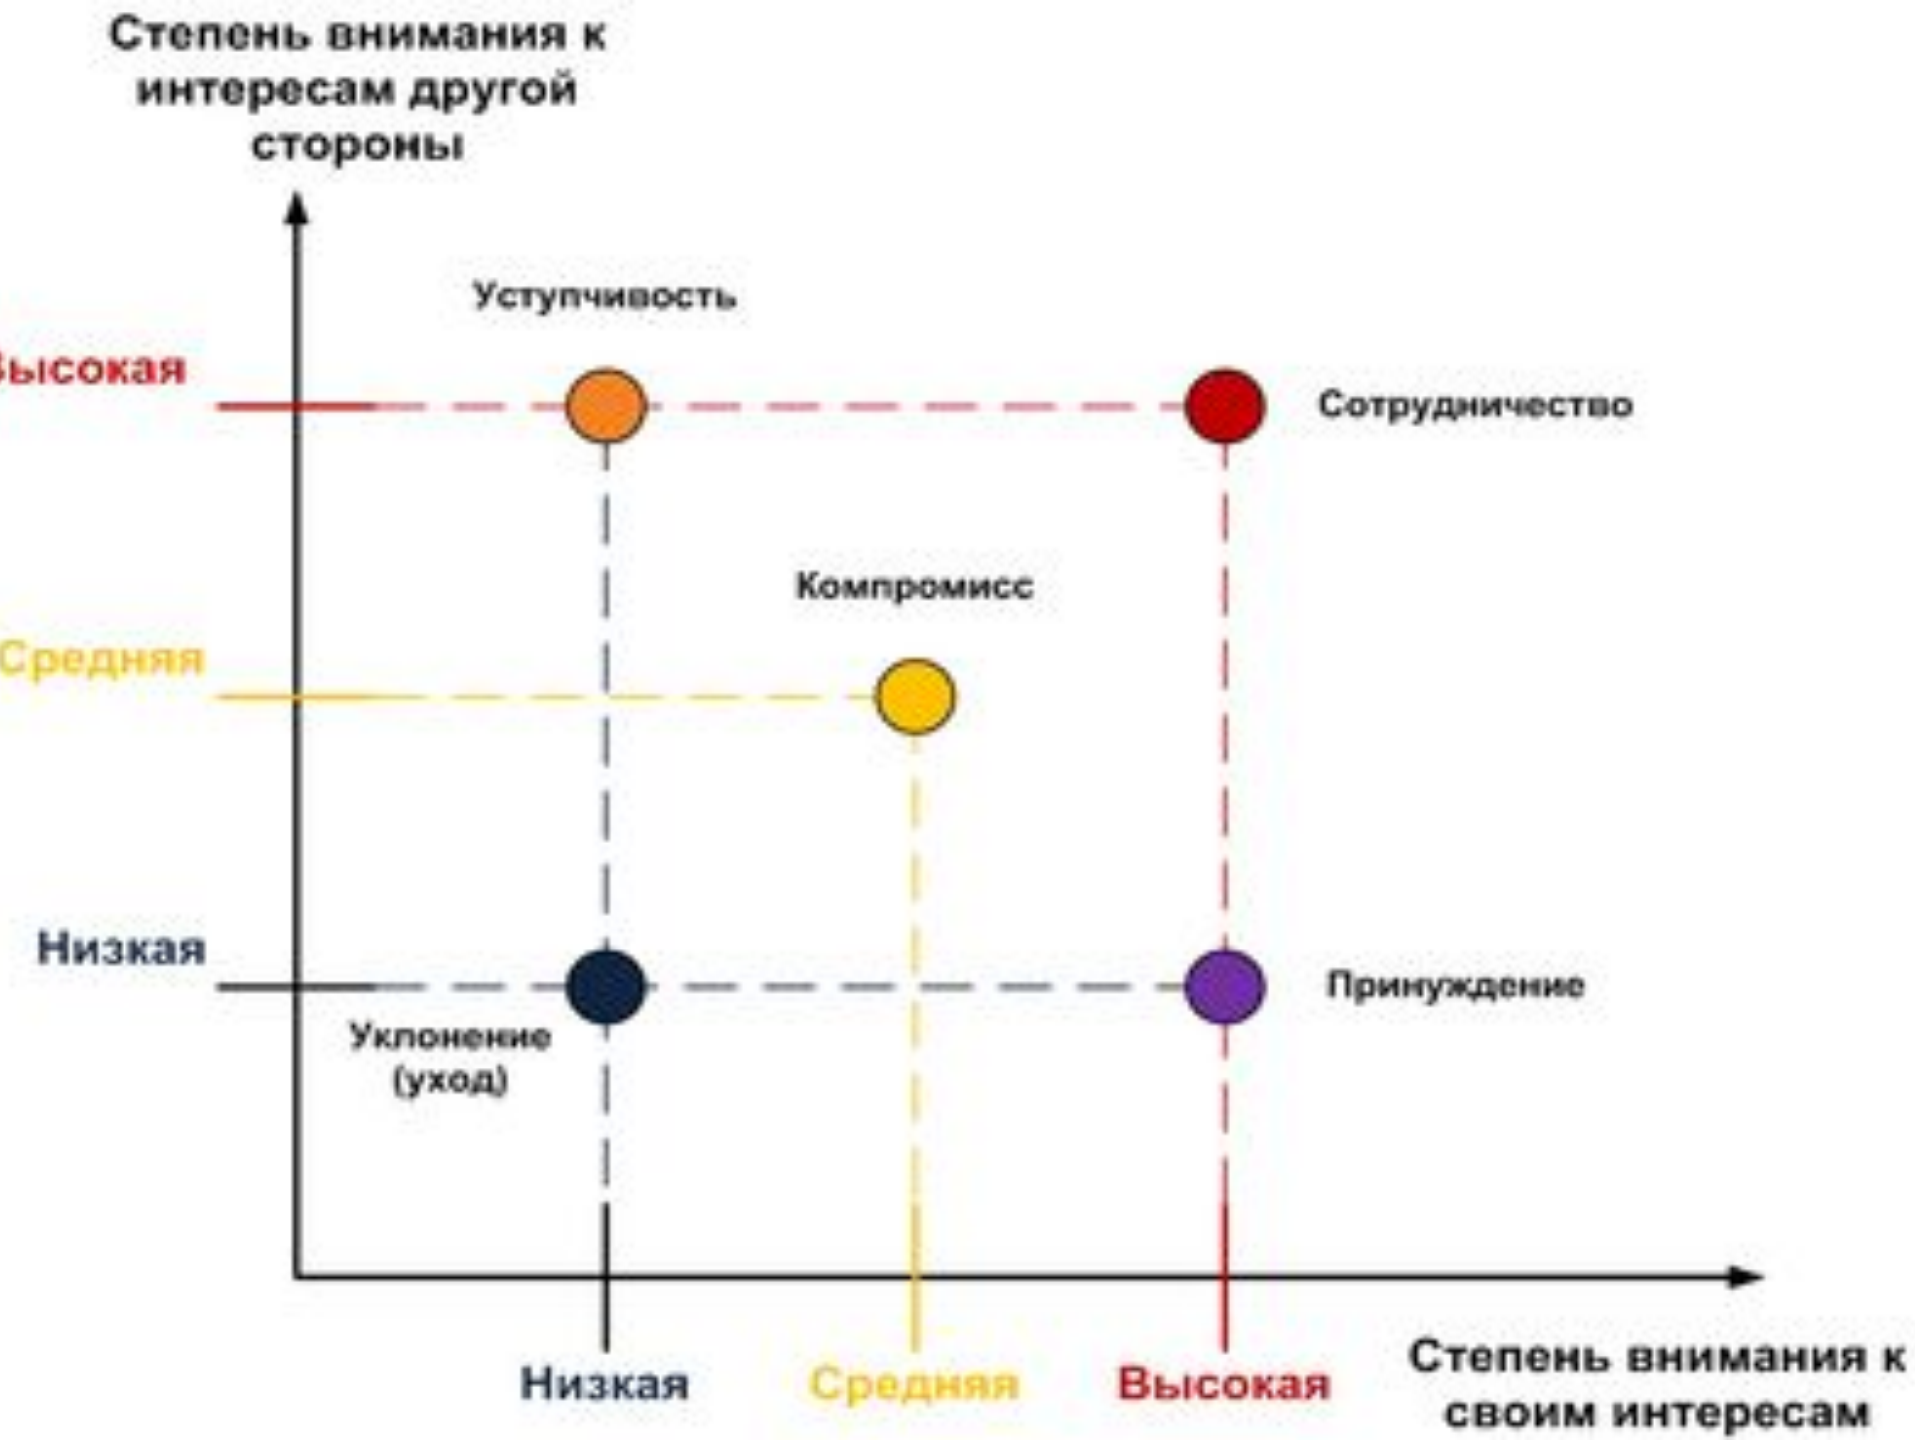 Степень внимания к
интересам другой
стороны
Уступчивость
Высокая
Сотрудничество
Компромисс
Средняя
Низкая
Принуждение
Уклонение
(уход)
Низкая
Средняя
Высокая
Степень внимания к
своим интересам